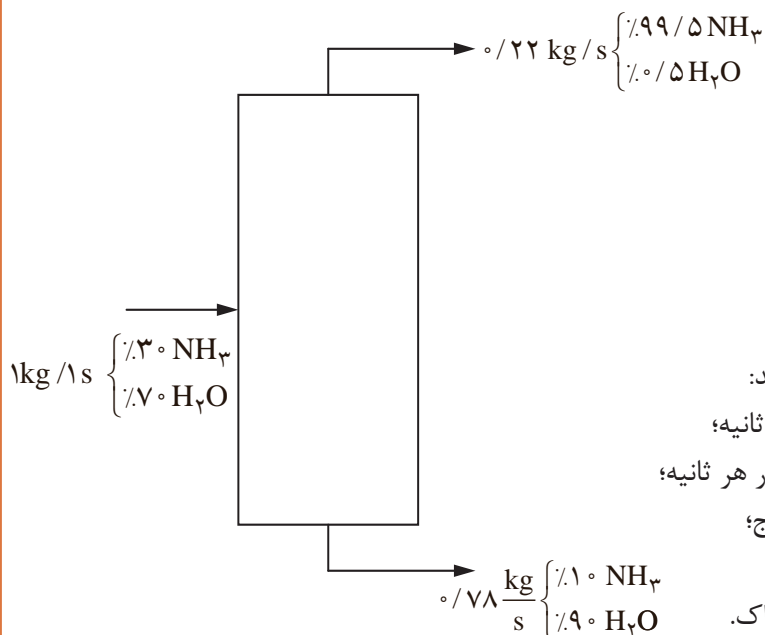 ۰/۲۲ kg/s { ٪۹۹/۵ NH۳
٪۰/۵ H۲O
۱kg/۱s { ٪۳۰ NH۳
٪۷۰ H۲O
د:
ثانیه؛
ر هر ثانیه؛
ج؛
اک.
۰/۷۸ kg/s { ٪۱۰ NH۳
٪۹۰ H۲O